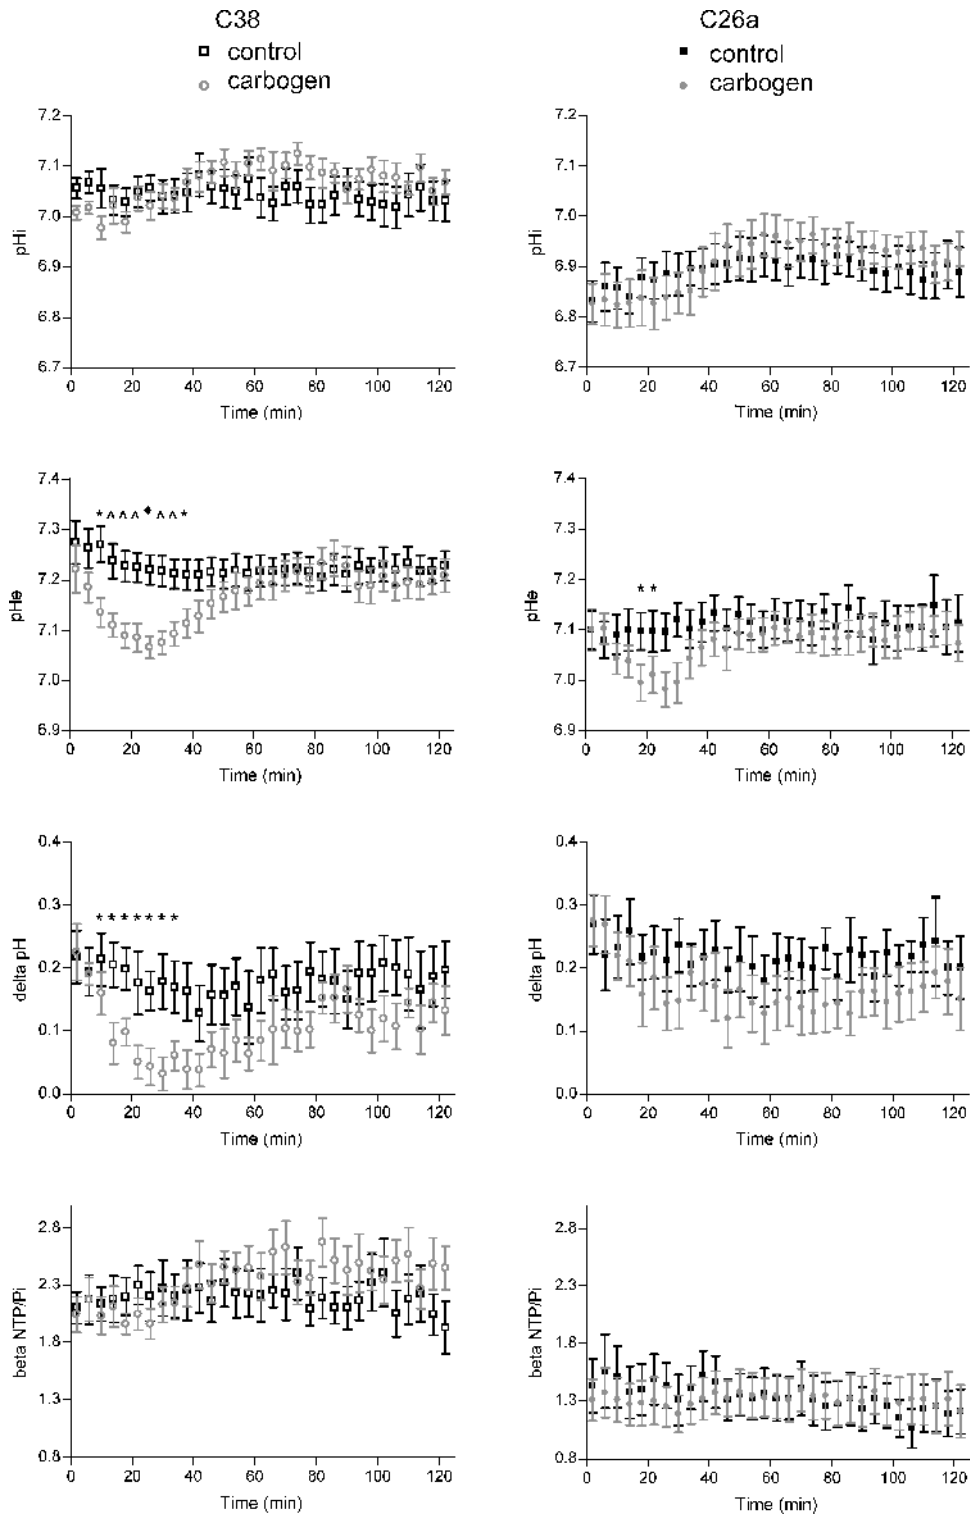 C38
control
carbogen
C26a
control
carbogen
7.2
7.1
7.0
6.9
6.8
6.7
pHi
0 20 40 60 80 100 120
Time (min)
7.2
7.1
7.0
6.9
6.8
6.7
pHi
0 20 40 60 80 100 120
Time (min)
7.4
7.3
7.2
7.1
7.0
6.9
pHe
* ^ ^ ^ ♦ ^ ^ *
0 20 40 60 80 100 120
Time (min)
7.4
7.3
7.2
7.1
7.0
6.9
pHe
* *
0 20 40 60 80 100 120
Time (min)
0.4
0.3
0.2
0.1
0.0
delta pH
* * * * * * *
0 20 40 60 80 100 120
Time (min)
0.4
0.3
0.2
0.1
0.0
delta pH
0 20 40 60 80 100 120
Time (min)
2.8
2.3
1.8
1.3
0.8
beta NTP/Pi
0 20 40 60 80 100 120
Time (min)
2.8
2.3
1.8
1.3
0.8
beta NTP/Pi
0 20 40 60 80 100 120
Time (min)